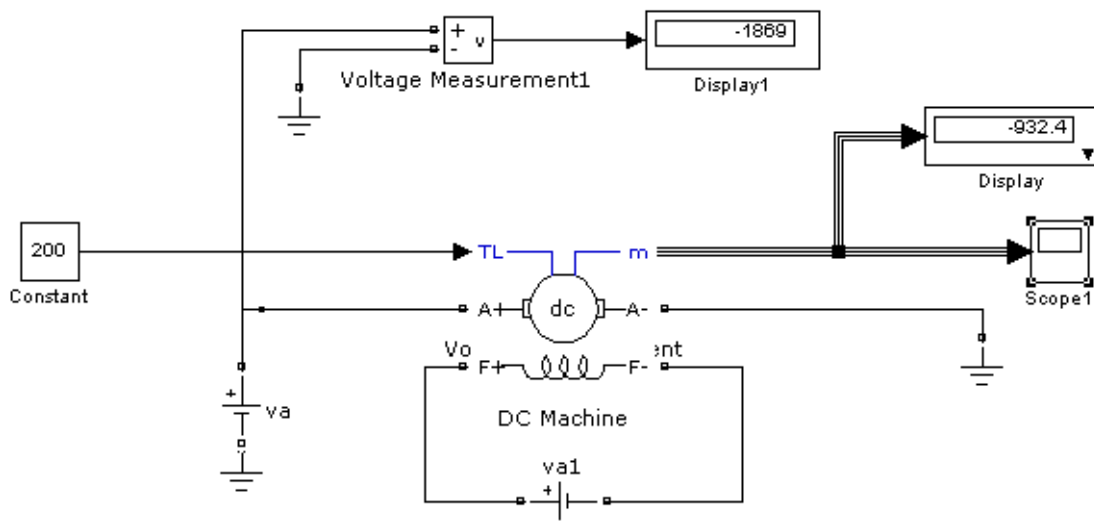 +
-
v
-1869
Voltage Measurement1
Display1
-932.4
Display
200
Constant
TL
m
Scope1
A+
dc
A-
Vo
ent
F+
F-
+
va
DC Machine
va1
+